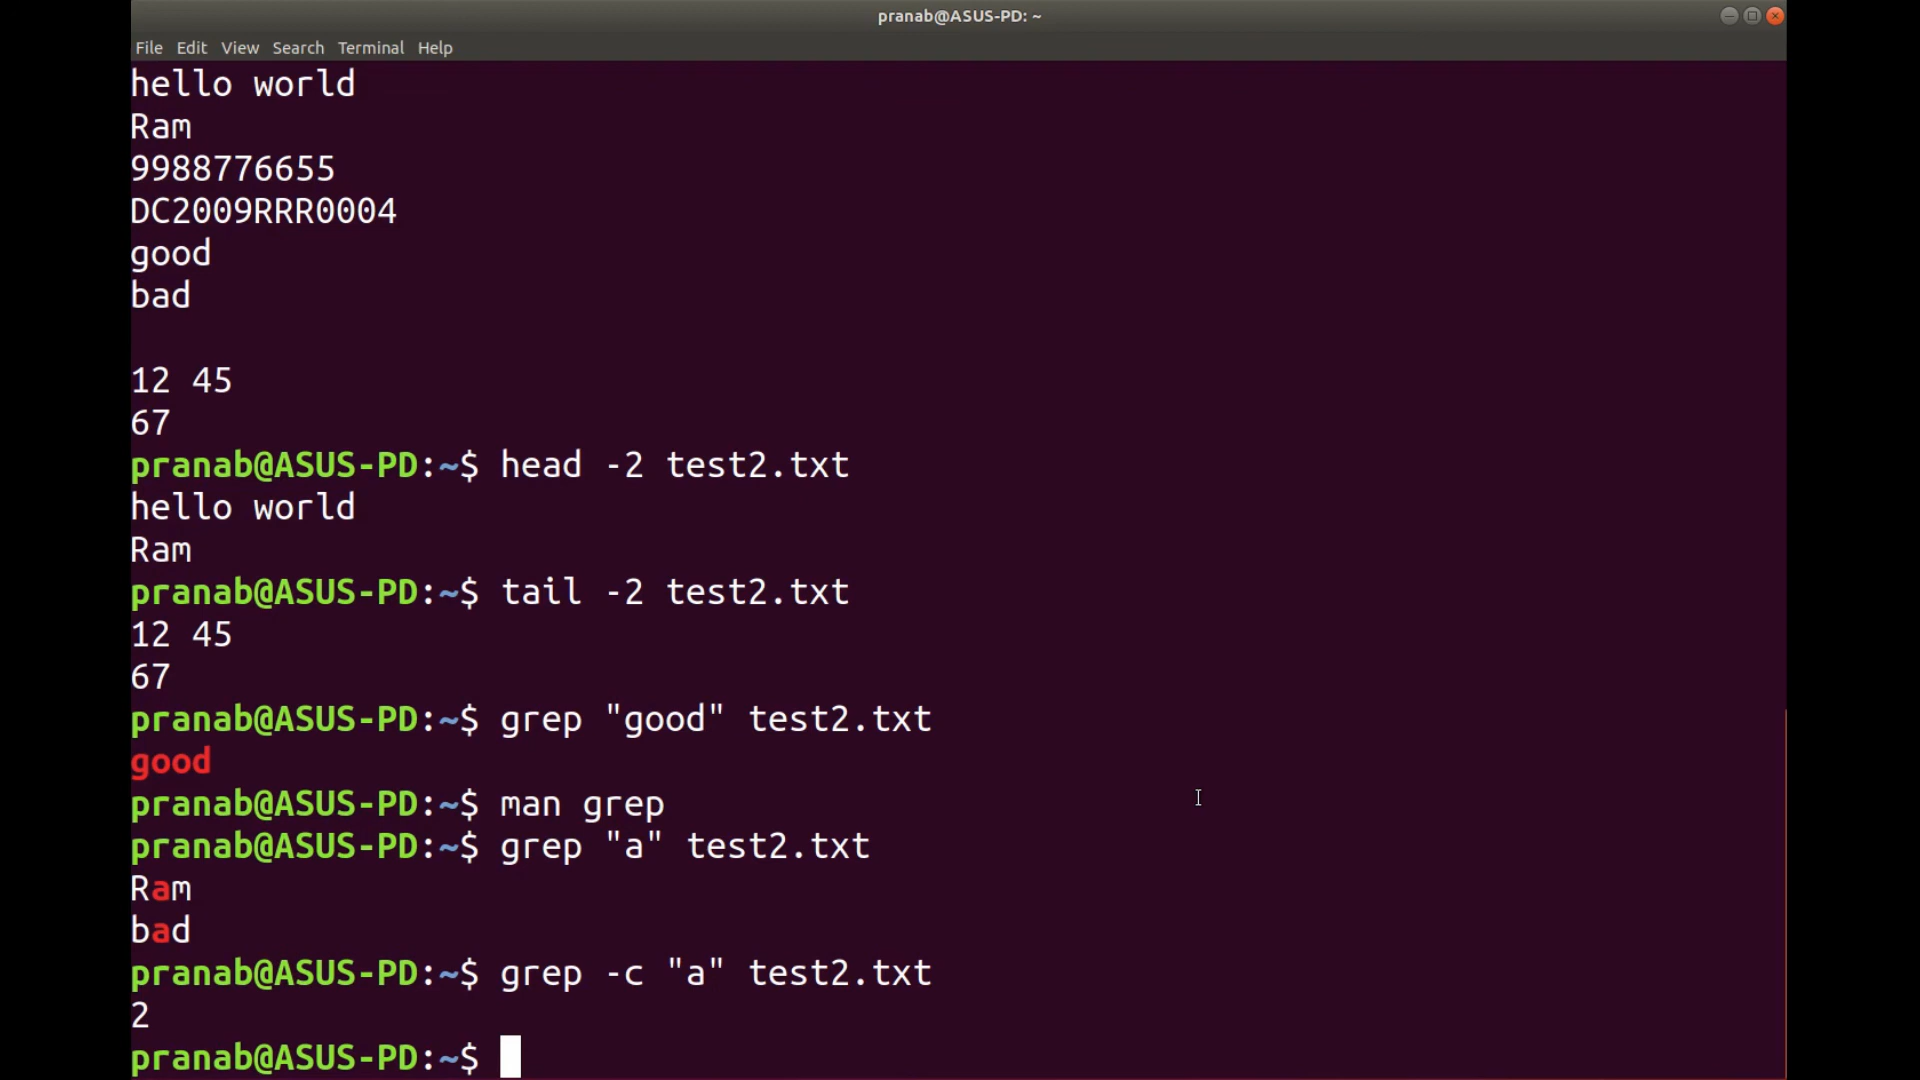 pranab@ASUS-PD: ~
File Edit View Search Terminal Help
hello world
Ram
9988776655
DC2009RRR0004
good
bad
12 45
67
pranab@ASUS-PD:~$ head -2 test2.txt
hello world
Ram
pranab@ASUS-PD:~$ tail -2 test2.txt
12 45
67
pranab@ASUS-PD:~$ grep "good" test2.txt
good
pranab@ASUS-PD:~$ man grep
pranab@ASUS-PD:~$ grep "a" test2.txt
Ram
bad
pranab@ASUS-PD:~$ grep -c "a" test2.txt
2
pranab@ASUS-PD:~$